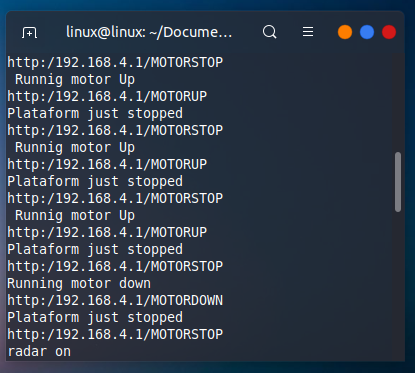 linux@linux: ~/Docume...
http:/192.168.4.1/MOTORSTOP
Runnig motor Up
http:/192.168.4.1/MOTORUP
Plataform just stopped
http:/192.168.4.1/MOTORSTOP
Runnig motor Up
http:/192.168.4.1/MOTORUP
Plataform just stopped
http:/192.168.4.1/MOTORSTOP
Runnig motor Up
http:/192.168.4.1/MOTORUP
Plataform just stopped
http:/192.168.4.1/MOTORSTOP
Running motor down
http:/192.168.4.1/MOTORDOWN
Plataform just stopped
http:/192.168.4.1/MOTORSTOP
radar on